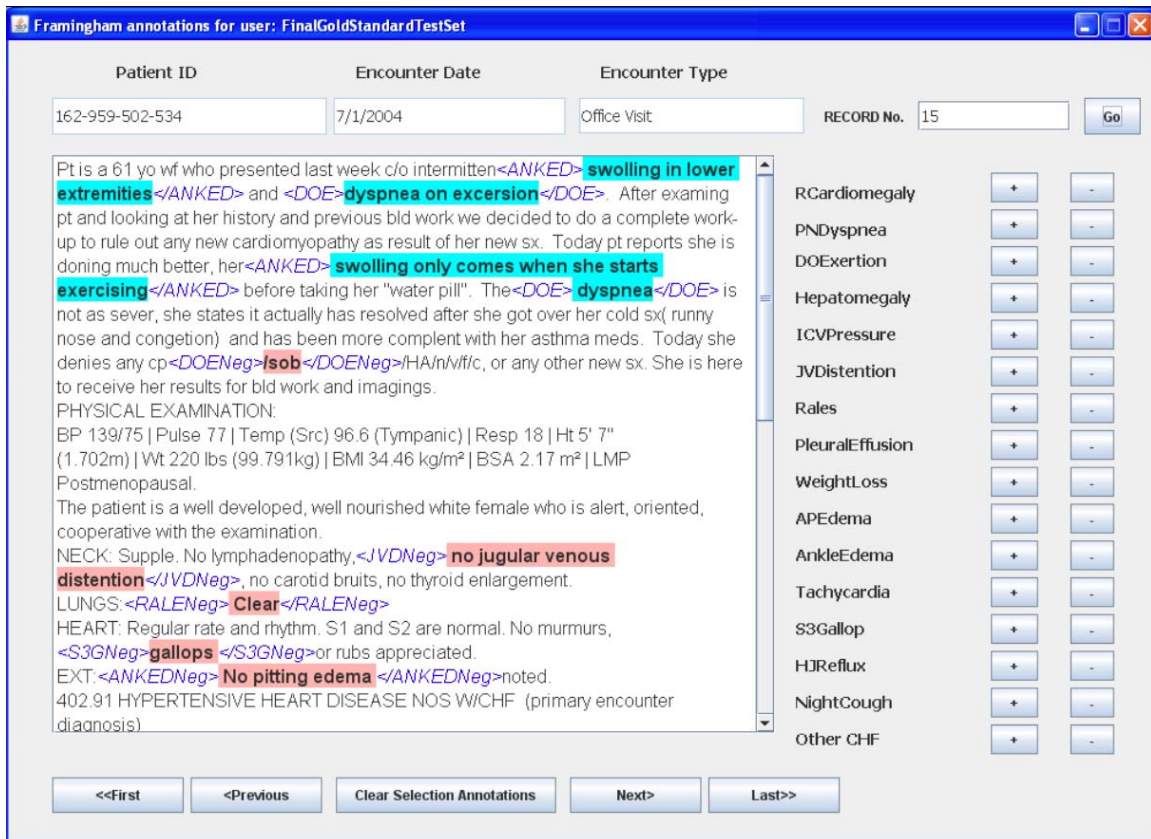 Framingham annotations for user: FinalGoldStandardTestSet
Patient ID Encounter Date Encounter Type
162-959-502-534 7/1/2004 Office Visit RECORD No. 15 Go
Pt is a 61 yo wf who presented last week c/o intermitten<ANKED> swolling in lower
extremities</ANKED> and <DOE>dyspnea on excersion</DOE>. After examing
pt and looking at her history and previous bld work we decided to do a complete work-
up to rule out any new cardiomyopathy as result of her new sx. Today pt reports she is
doning much better, her<ANKED> swolling only comes when she starts
exercising</ANKED> before taking her "water pill". The<DOE> dyspnea</DOE> is
not as sever, she states it actually has resolved after she got over her cold sx( runny
nose and congetion) and has been more complent with her asthma meds. Today she
denies any cp<DOENeg>/sob</DOENeg>/HA/n/v/f/c, or any other new sx. She is here
to receive her results for bld work and imagings.
PHYSICAL EXAMINATION:
BP 139/75 | Pulse 77 | Temp (Src) 96.6 (Tympanic) | Resp 18 | Ht 5' 7"
(1.702m) | Wt 220 lbs (99.791kg) | BMI 34.46 kg/m² | BSA 2.17 m² | LMP
Postmenopausal.
The patient is a well developed, well nourished white female who is alert, oriented,
cooperative with the examination.
NECK: Supple. No lymphadenopathy,<JVDNeg> no jugular venous
distention</JVDNeg>, no carotid bruits, no thyroid enlargement.
LUNGS:<RALENeg> Clear</RALENeg>
HEART: Regular rate and rhythm. S1 and S2 are normal. No murmurs,
<S3GNeg>gallops </S3GNeg>or rubs appreciated.
EXT:<ANKEDNeg> No pitting edema </ANKEDNeg>noted.
402.91 HYPERTENSIVE HEART DISEASE NOS W/CHF (primary encounter
diagnosis)
RCardiomegaly + -
PNDyspnea + -
DOExertion + -
Hepatomegaly + -
ICVPressure + -
JVDistention + -
Rales + -
PleuralEffusion + -
WeightLoss + -
APEdema + -
AnkleEdema + -
Tachycardia + -
S3Gallop + -
HJReflux + -
NightCough + -
Other CHF + -
<<First <Previous Clear Selection Annotations Next> Last>>